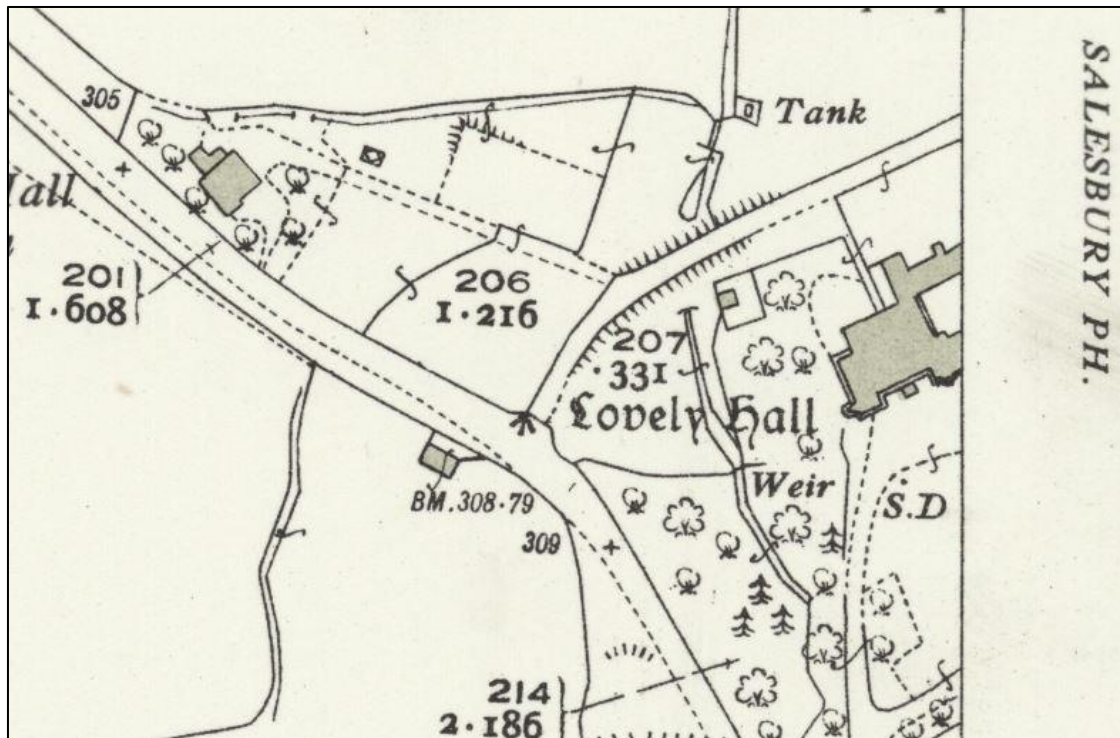 305
Tank
SALESBURY PH.
Hall
201
1·608
206
1·216
207
·331
Lovely Hall
Weir
S.D
BM.308·79
309
214
2·186